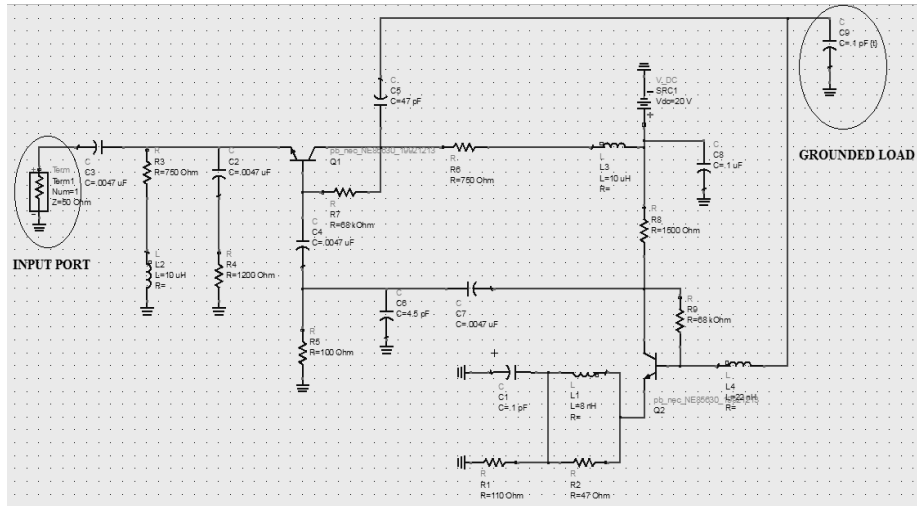 C
C9
C=.1 pF {t}
GROUNDED LOAD
V_DC
SRC1
Vdc=20 V
C
C5
C=47 pF
C
C3
C=.0047 uF
R
R3
R=750 Ohm
C
C2
C=.0047 uF
pb_nec_NE85630_19921213
Q1
R
R6
R=750 Ohm
L
L3
L=10 uH
R=
C
C8
C=.1 uF
Term
Term1
Num=1
Z=50 Ohm
INPUT PORT
R
R7
R=68 kOhm
C
C4
C=.0047 uF
R
R8
R=1500 Ohm
L
L2
L=10 uH
R=
R
R4
R=1200 Ohm
R
R5
R=100 Ohm
C
C6
C=4.5 pF
C
C7
C=.0047 uF
R
R9
R=68 kOhm
C
C1
C=.1 pF
L
L1
L=8 nH
R=
L
L4
L=22 nH
R=
Q2
R
R1
R=110 Ohm
R
R2
R=47 Ohm